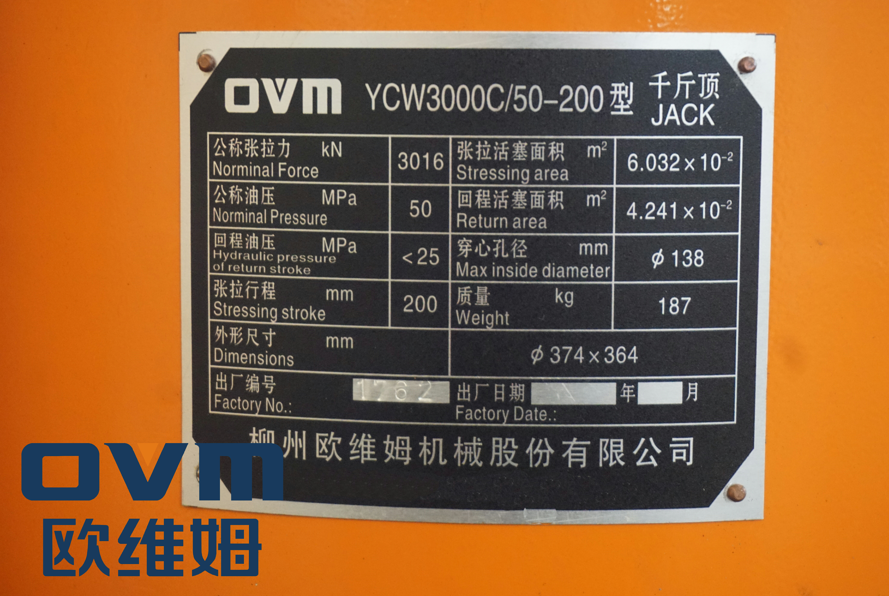 OVM YCW3000C/50-200型 千斤顶
JACK
公称张拉力 kN
Norminal Force
3016
张拉活塞面积 m²
Stressing area
6.032×10⁻²
公称油压 MPa
Norminal Pressure
50
回程活塞面积 m²
Return area
4.241×10⁻²
回程油压 MPa
Hydraulic pressure
of return stroke
<25
穿心孔径 mm
Max inside diameter
φ138
张拉行程 mm
Stressing stroke
200
质量 kg
Weight
187
外形尺寸 mm
Dimensions
φ374×364
出厂编号
Factory No.:
1762
出厂日期 年 月
Factory Date.:
柳州欧维姆机械股份有限公司
OVM
欧维姆